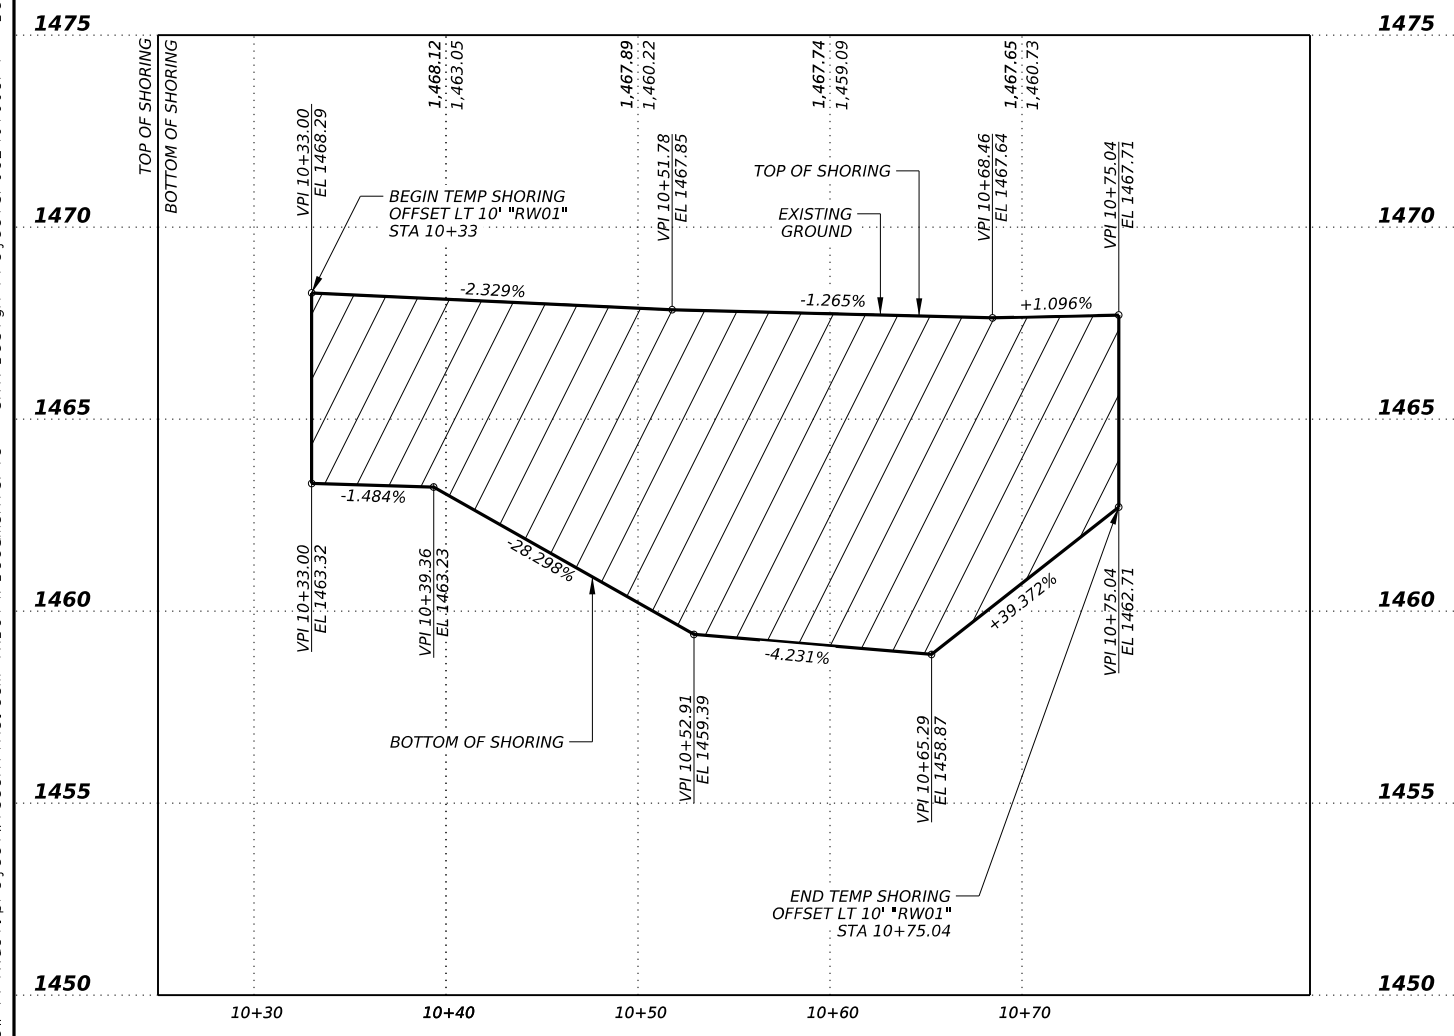 1475
1475
TOP OF SHORING
BOTTOM OF SHORING
1,468.12
1,463.05
1,467.89
1,460.22
1,467.74
1,459.09
1,467.65
1,460.73
VPI 10+33.00
EL 1468.29
VPI 10+51.78
EL 1467.85
VPI 10+68.46
EL 1467.64
VPI 10+75.04
EL 1467.71
BEGIN TEMP SHORING
OFFSET LT 10' "RW01"
STA 10+33
TOP OF SHORING
EXISTING
GROUND
1470
1470
-2.329%
-1.265%
+1.096%
1465
1465
-1.484%
-28.298%
-4.231%
+39.372%
1460
1460
VPI 10+33.00
EL 1463.32
VPI 10+39.36
EL 1463.23
VPI 10+52.91
EL 1459.39
VPI 10+65.29
EL 1458.87
VPI 10+75.04
EL 1462.71
BOTTOM OF SHORING
1455
1455
END TEMP SHORING
OFFSET LT 10' "RW01"
STA 10+75.04
1450
1450
10+30
10+40
10+50
10+60
10+70